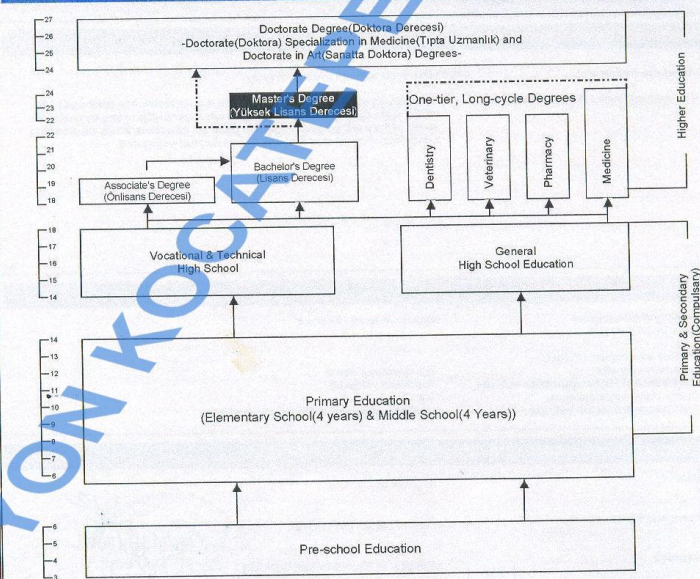 27
26
25
24
Doctorate Degree(Doktora Derecesi)
-Doctorate(Doktora) Specialization in Medicine(Tıpta Uzmanlık) and
Doctorate in Art(Sanatta Doktora) Degrees-
Higher Education
24
23
22
Master's Degree
(Yüksek Lisans Derecesi)
One-tier, Long-cycle Degrees
22
21
20
19
18
Associate's Degree
(Önlisans Derecesi)
Bachelor's Degree
(Lisans Derecesi)
Dentistry
Veterinary
Pharmacy
Medicine
18
17
16
15
14
Vocational & Technical
High School
General
High School Education
Primary & Secondary
Education(Compulsary)
14
13
12
11
10
9
8
7
6
Primary Education
(Elementary School(4 years) & Middle School(4 Years))
6
5
4
3
Pre-school Education
YON KOCATEPE